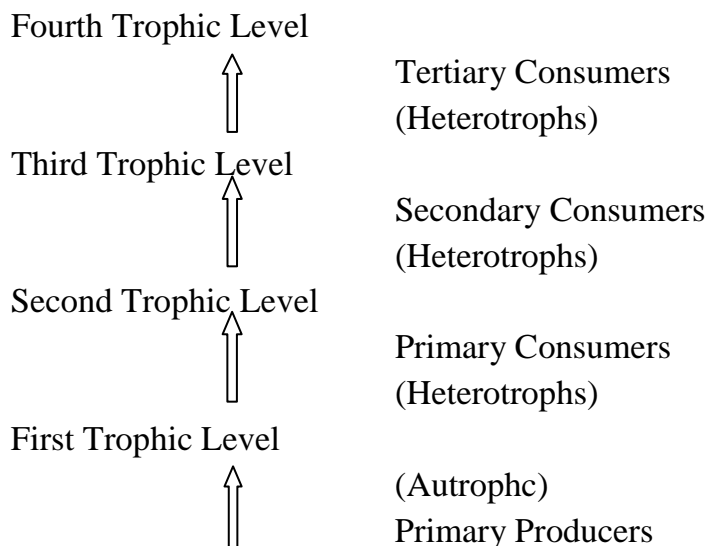 Fourth Trophic Level
Tertiary Consumers
(Heterotrophs)
Third Trophic Level
Secondary Consumers
(Heterotrophs)
Second Trophic Level
Primary Consumers
(Heterotrophs)
First Trophic Level
(Autrophc)
Primary Producers